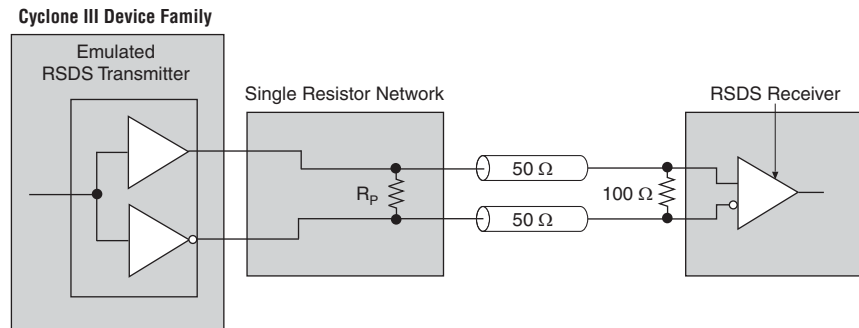 Cyclone III Device Family
Emulated
RSDS Transmitter
Single Resistor Network
RSDS Receiver
50 Ω
R_P
100 Ω
50 Ω